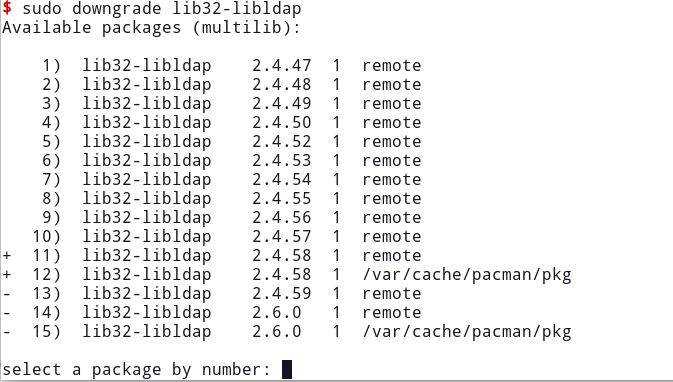 $ sudo downgrade lib32-libldap
Available packages (multilib):
1) lib32-libldap 2.4.47 1 remote
2) lib32-libldap 2.4.48 1 remote
3) lib32-libldap 2.4.49 1 remote
4) lib32-libldap 2.4.50 1 remote
5) lib32-libldap 2.4.52 1 remote
6) lib32-libldap 2.4.53 1 remote
7) lib32-libldap 2.4.54 1 remote
8) lib32-libldap 2.4.55 1 remote
9) lib32-libldap 2.4.56 1 remote
10) lib32-libldap 2.4.57 1 remote
+ 11) lib32-libldap 2.4.58 1 remote
+ 12) lib32-libldap 2.4.58 1 /var/cache/pacman/pkg
- 13) lib32-libldap 2.4.59 1 remote
- 14) lib32-libldap 2.6.0 1 remote
- 15) lib32-libldap 2.6.0 1 /var/cache/pacman/pkg
select a package by number: